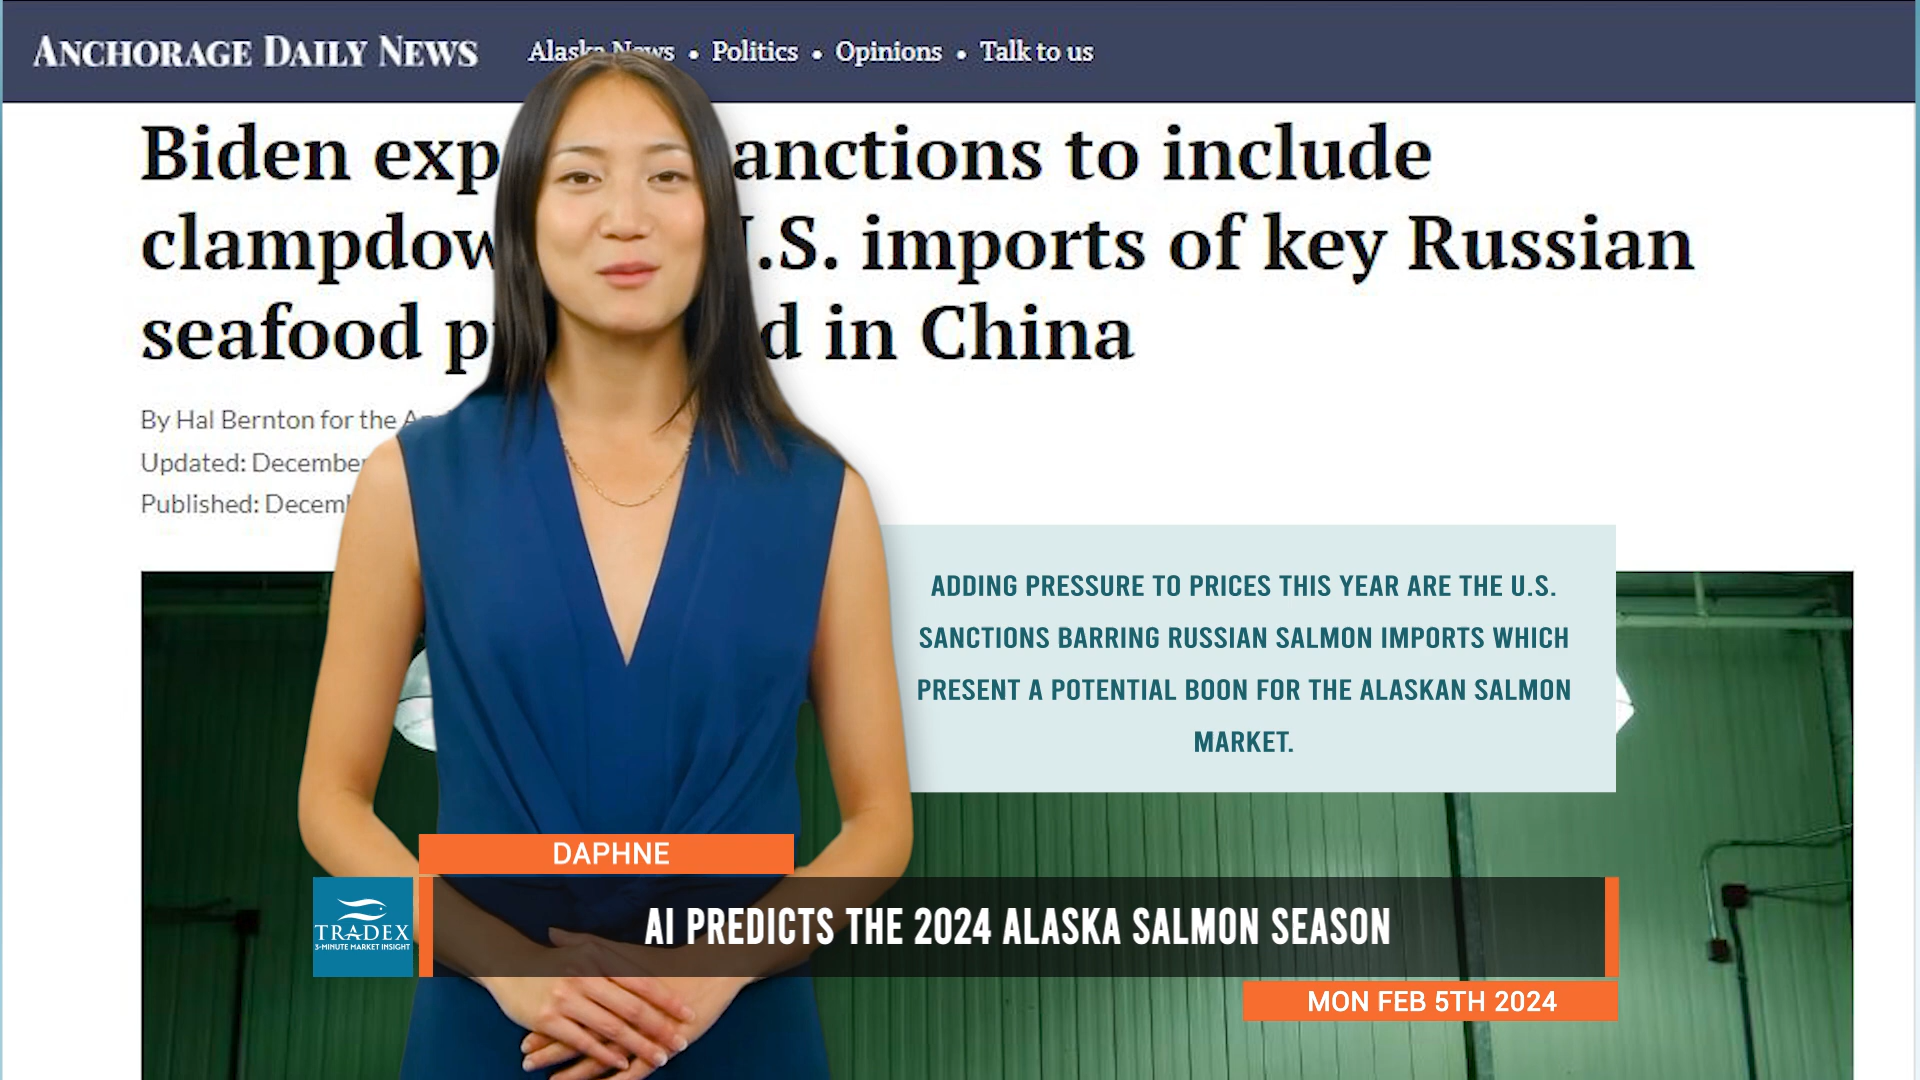 ANCHORAGE DAILY NEWS
Alaska News • Politics • Opinions • Talk to us
Biden anctions to include
clampdow .S. imports of key Russian
seafood d in China
By Hal Bernton for the
Updated: December
Published: Decem
ADDING PRESSURE TO PRICES THIS YEAR ARE THE U.S.
SANCTIONS BARRING RUSSIAN SALMON IMPORTS WHICH
PRESENT A POTENTIAL BOON FOR THE ALASKAN SALMON
MARKET.
DAPHNE
TRADEX
3-MINUTE MARKET INSIGHT
AI PREDICTS THE 2024 ALASKA SALMON SEASON
MON FEB 5TH 2024